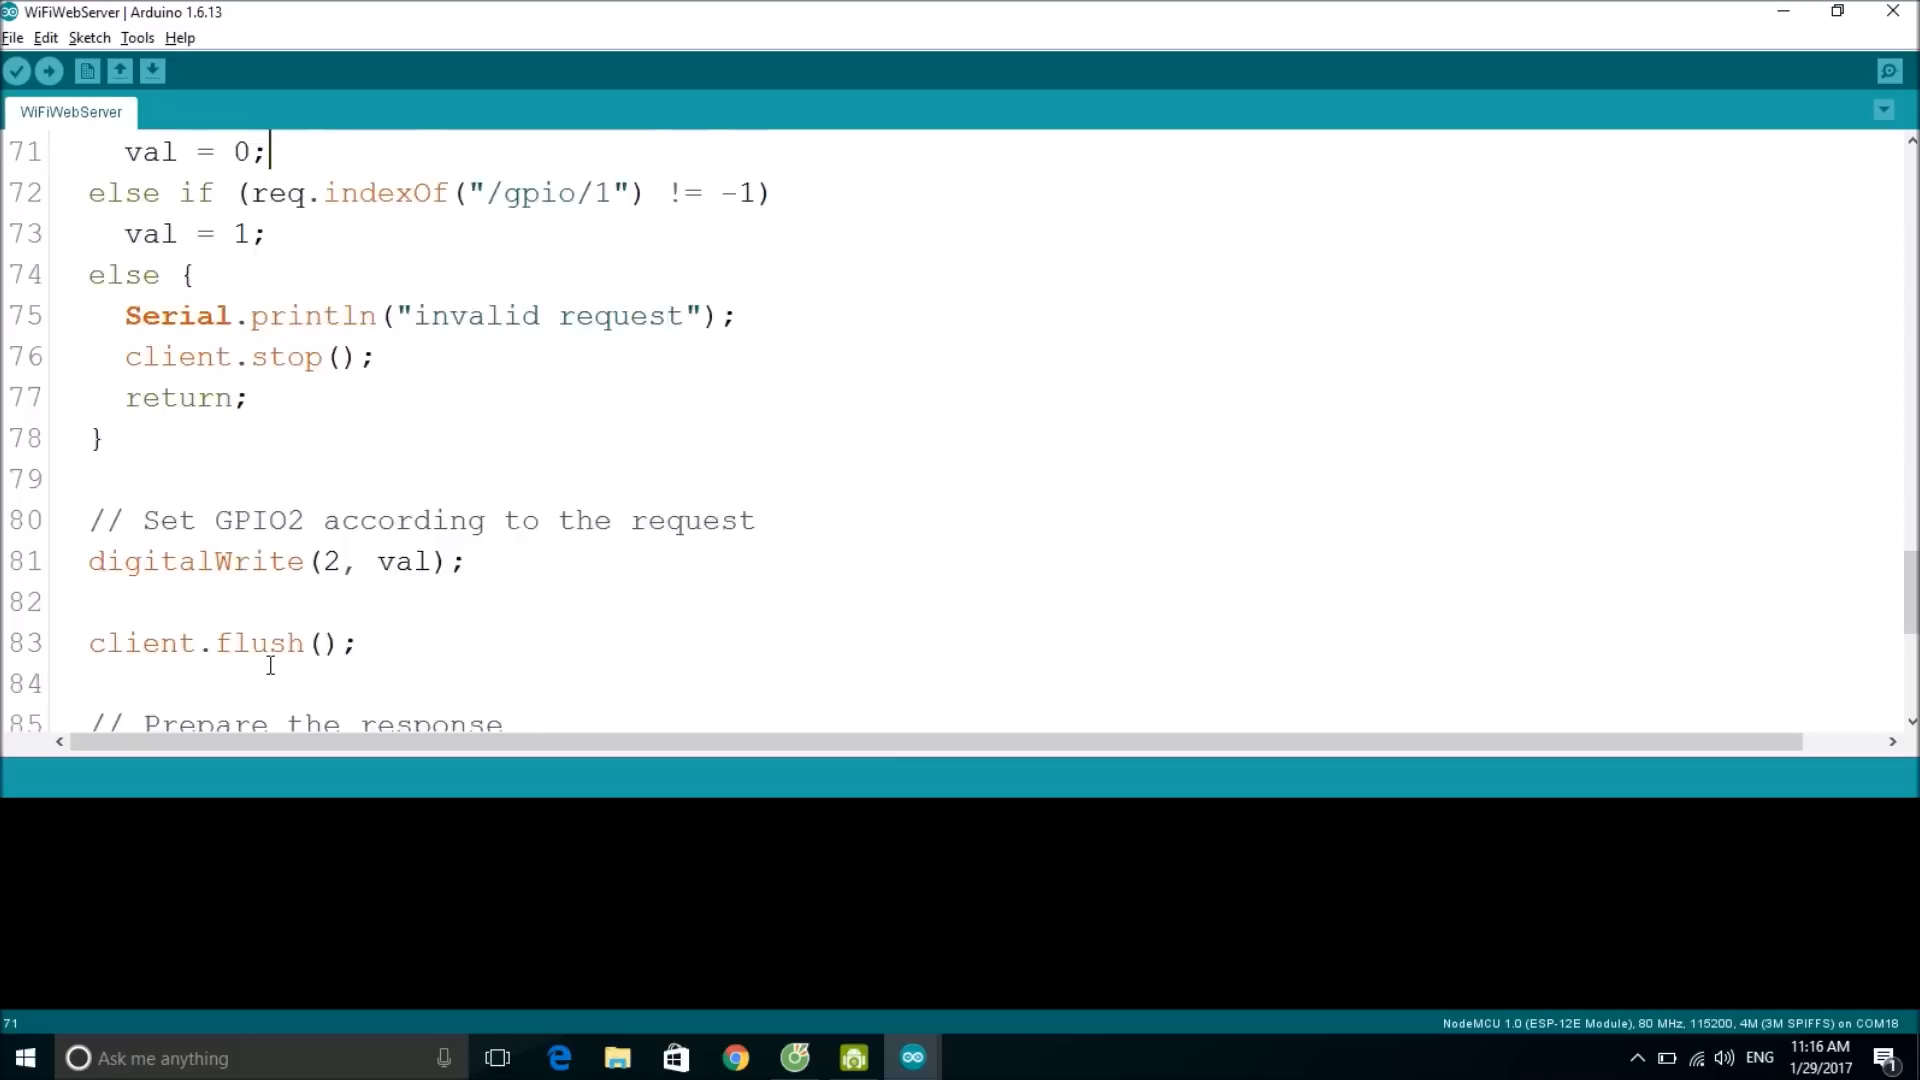 WiFiWebServer | Arduino 1.6.13
File Edit Sketch Tools Help
WiFiWebServer
71 val = 0;
72 else if (req.indexOf("/gpio/1") != -1)
73 val = 1;
74 else {
75 Serial.println("invalid request");
76 client.stop();
77 return;
78 }
79
80 // Set GPIO2 according to the request
81 digitalWrite(2, val);
82
83 client.flush();
84
85 // Prepare the response
71
NodeMCU 1.0 (ESP-12E Module), 80 MHz, 115200, 4M (3M SPIFFS) on COM18
Ask me anything
ENG
11:16 AM
1/29/2017
1